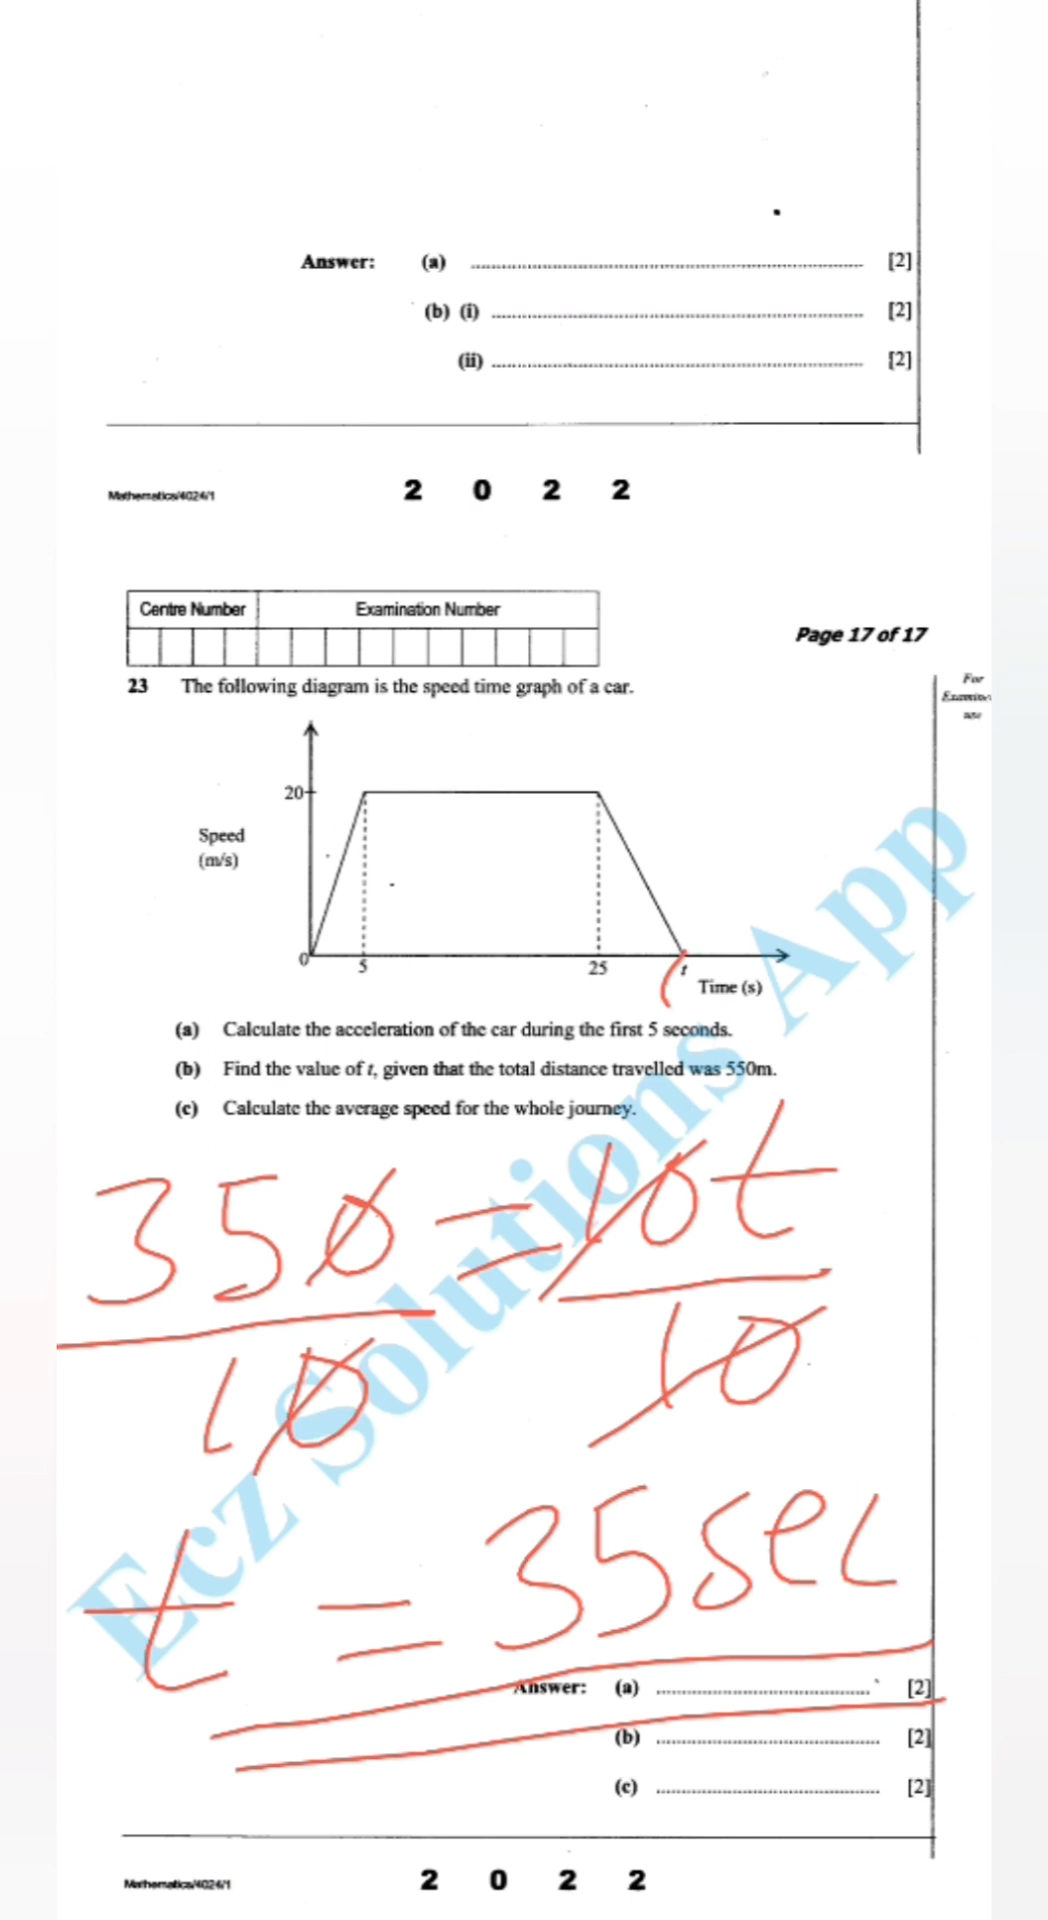 Answer: (a) [2]
(b) (i) [2]
(ii) [2]
Mathematics/4024/1 2 0 2 2
Centre Number Examination Number
Page 17 of 17
For
Examiner
use
23 The following diagram is the speed time graph of a car.
20
Speed
(m/s)
0 5 25 t
Time (s)
(a) Calculate the acceleration of the car during the first 5 seconds.
(b) Find the value of t, given that the total distance travelled was 550m.
(c) Calculate the average speed for the whole journey.
350 = 10t
10 10
t = 35sec
Ecz Solutions App
Answer: (a) [2]
(b) [2]
(c) [2]
Mathematics/4024/1 2 0 2 2